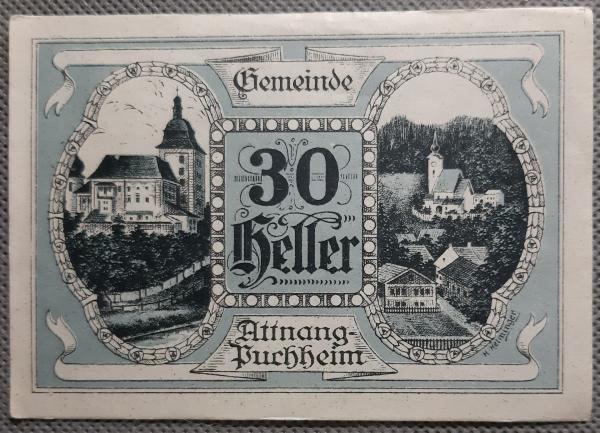 Gemeinde
30
Heller
Attnang-
Puchheim